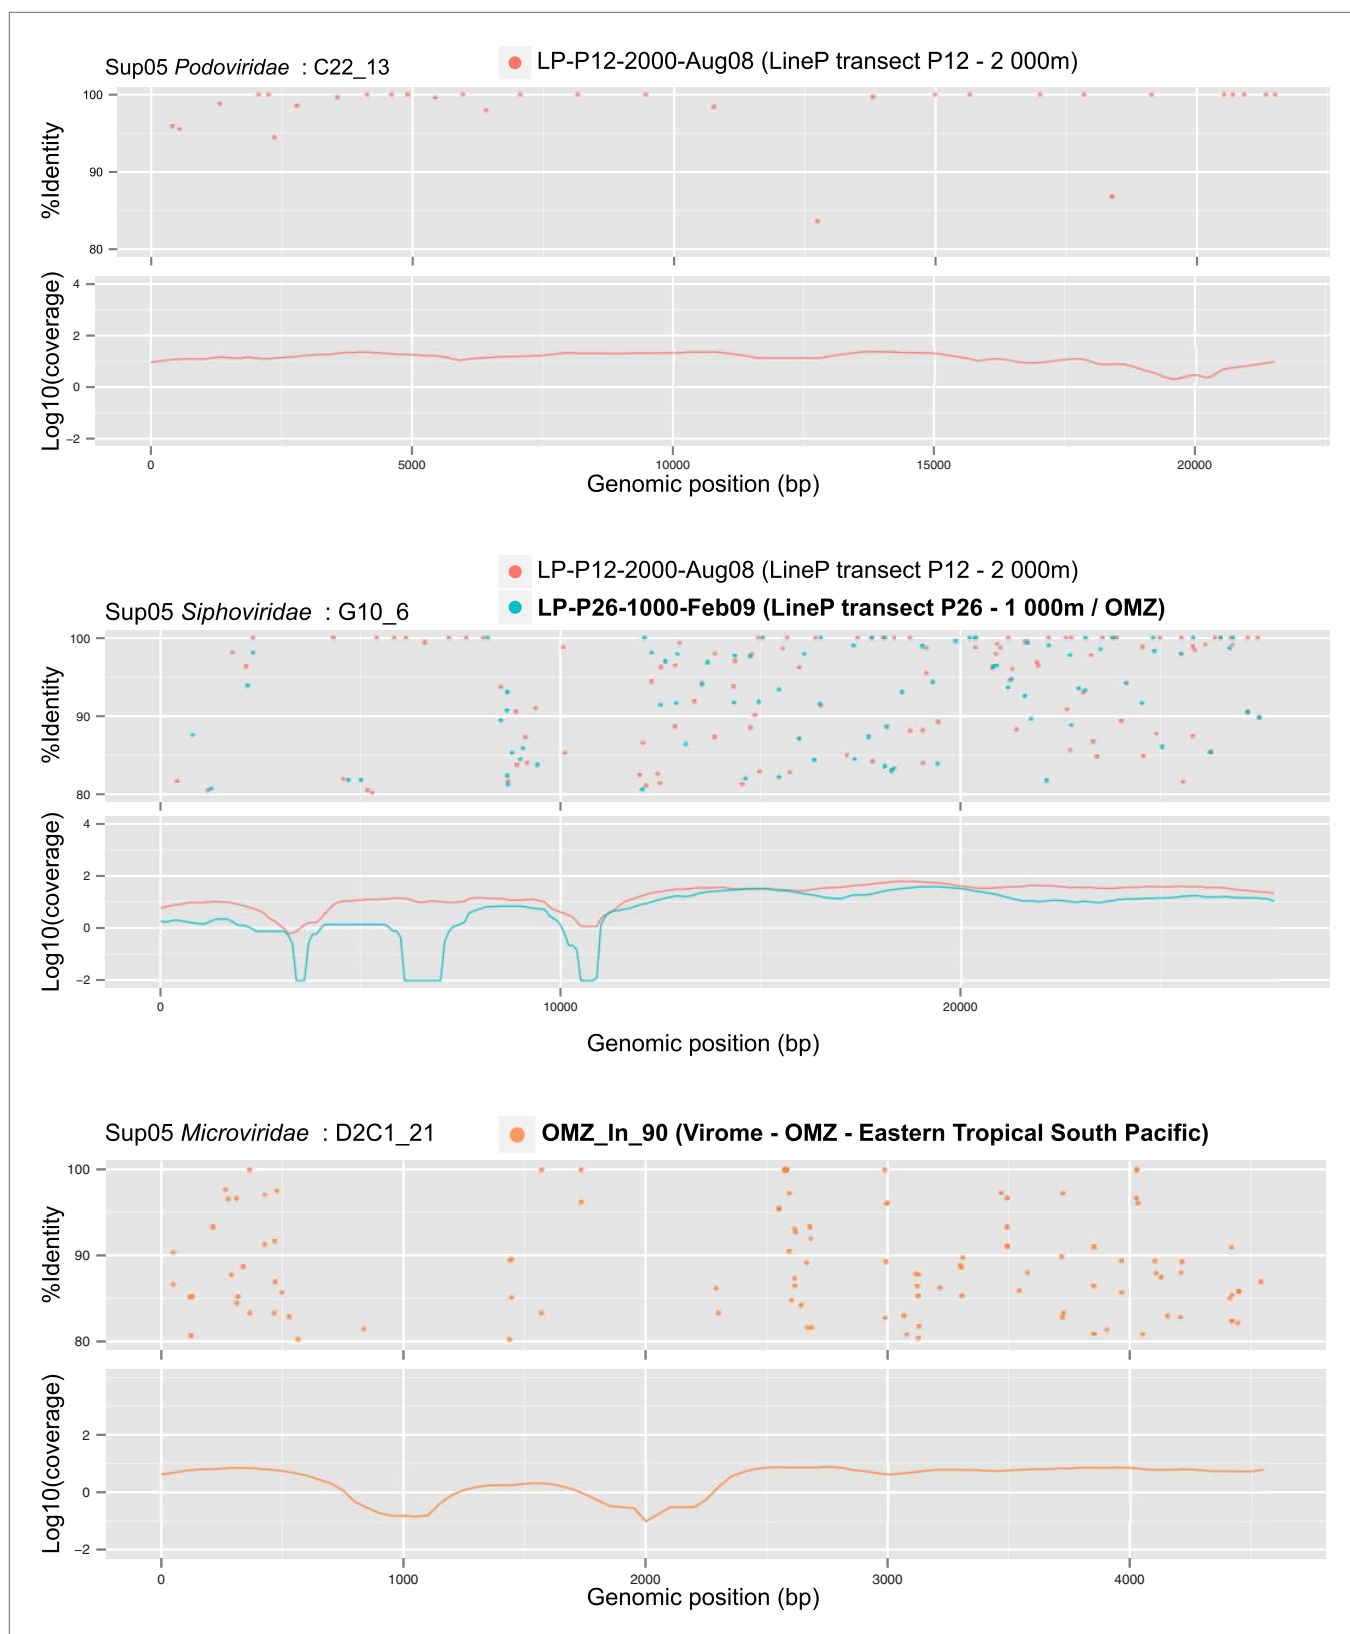 Sup05 Podoviridae : C22_13
LP-P12-2000-Aug08 (LineP transect P12 - 2 000m)
%Identity
100
90
80
Log10(coverage)
4
2
0
−2
0 5000 10000 15000 20000
Genomic position (bp)
LP-P12-2000-Aug08 (LineP transect P12 - 2 000m)
Sup05 Siphoviridae : G10_6
LP-P26-1000-Feb09 (LineP transect P26 - 1 000m / OMZ)
%Identity
100
90
80
Log10(coverage)
4
2
0
−2
0 10000 20000
Genomic position (bp)
Sup05 Microviridae : D2C1_21
OMZ_In_90 (Virome - OMZ - Eastern Tropical South Pacific)
%Identity
100
90
80
Log10(coverage)
2
0
−2
0 1000 2000 3000 4000
Genomic position (bp)